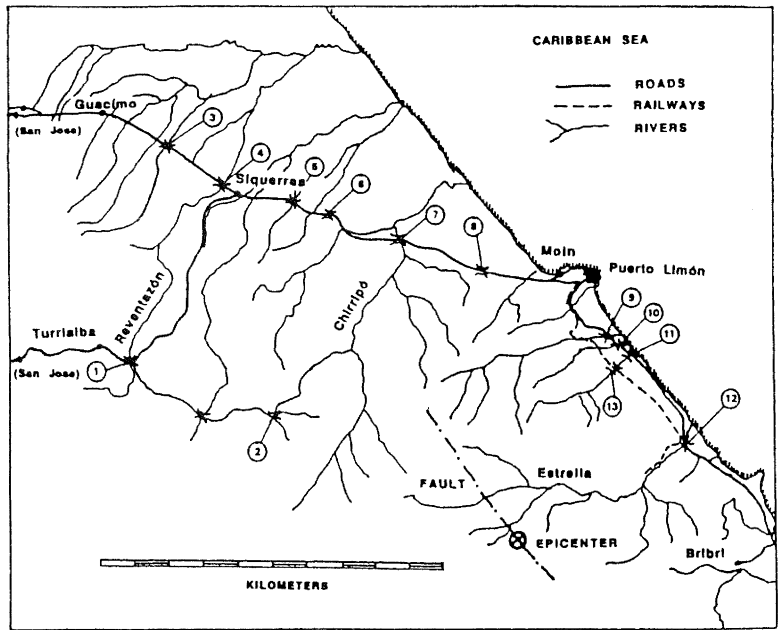 CARIBBEAN SEA
ROADS
RAILWAYS
RIVERS
Guacímo
(San Jose)
3
4
Siquerres
5
6
7
8
Moin
Puerto Limón
Reventazón
Chirripó
9
10
11
Turrialba
(San Jose)
1
13
12
2
FAULT
Estrella
EPICENTER
Bribri
KILOMETERS